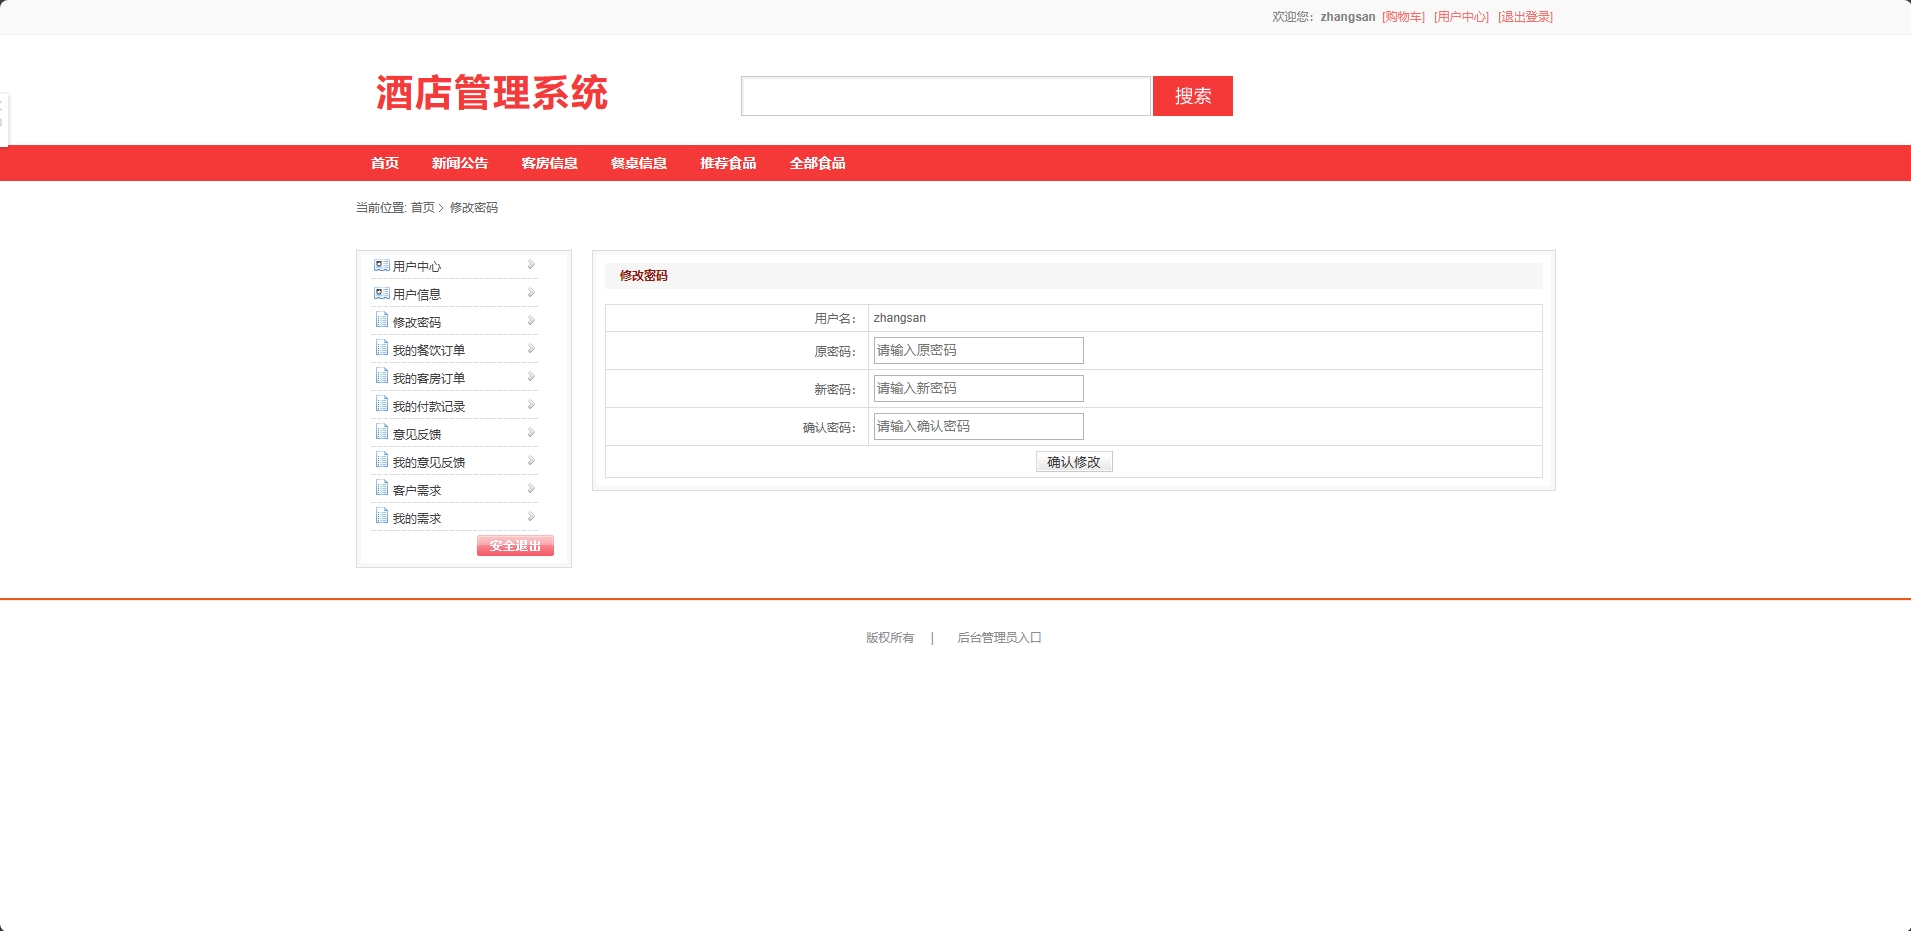 欢迎您：zhangsan [购物车] [用户中心] [退出登录]
酒店管理系统
搜索
首页 新闻公告 客房信息 餐桌信息 推荐食品 全部食品
当前位置: 首页 > 修改密码
用户中心
用户信息
修改密码
我的餐饮订单
我的客房订单
我的付款记录
意见反馈
我的意见反馈
客户需求
我的需求
安全退出
修改密码
用户名： zhangsan
原密码： 请输入原密码
新密码： 请输入新密码
确认密码： 请输入确认密码
确认修改
版权所有 | 后台管理员入口